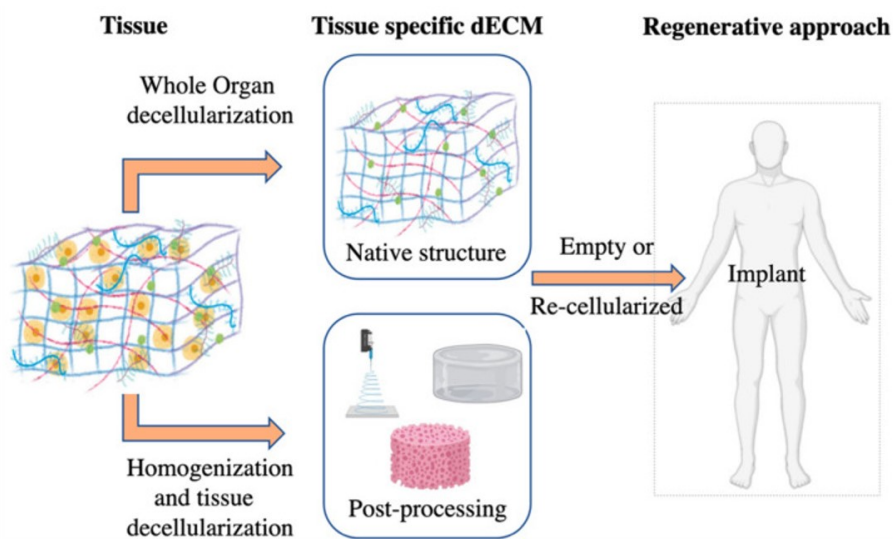 Tissue
Tissue specific dECM
Regenerative approach
Whole Organ
decellularization
Native structure
Empty or
Re-cellularized
Implant
Homogenization
and tissue
decellularization
Post-processing